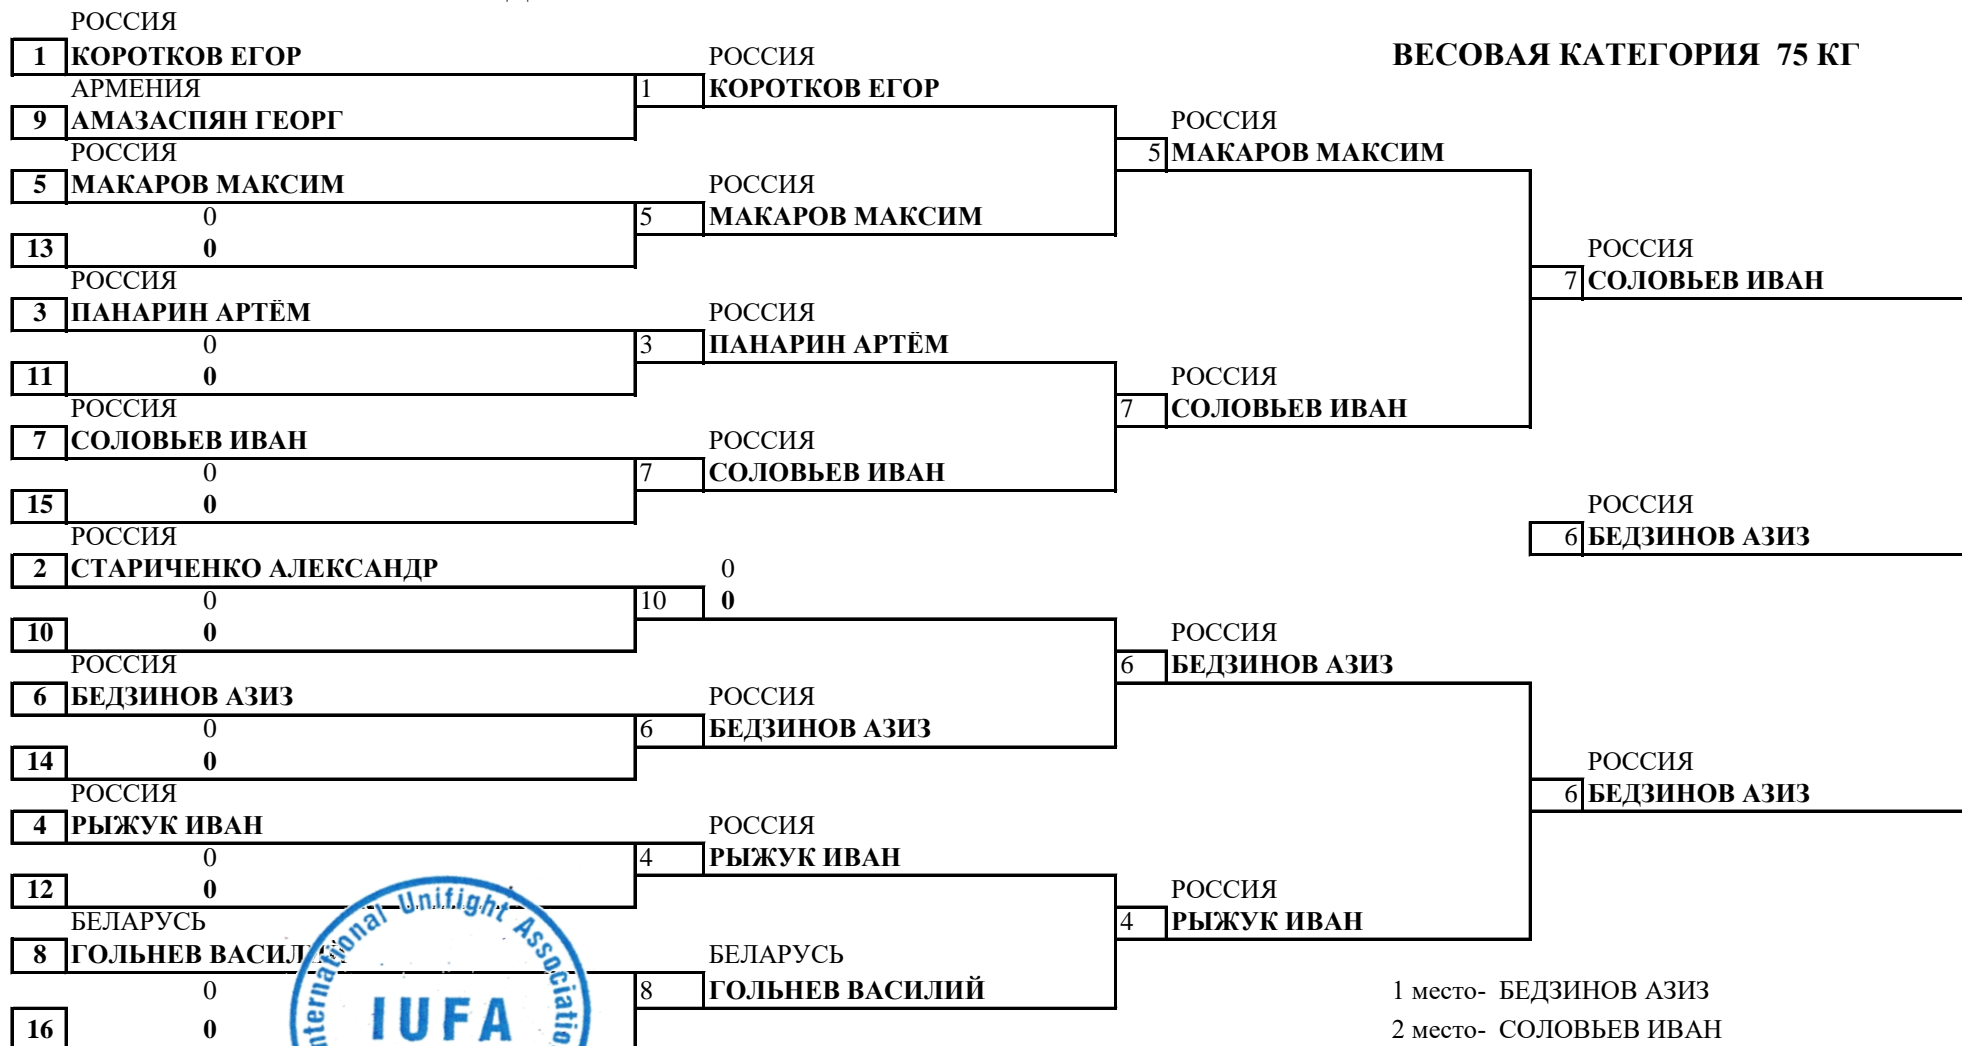 РОССИЯ
1 КОРОТКОВ ЕГОР РОССИЯ ВЕСОВАЯ КАТЕГОРИЯ 75 КГ
АРМЕНИЯ 1 КОРОТКОВ ЕГОР
9 АМАЗАСПЯН ГЕОРГ РОССИЯ
РОССИЯ 5 МАКАРОВ МАКСИМ
5 МАКАРОВ МАКСИМ РОССИЯ
0 5 МАКАРОВ МАКСИМ
13 0 РОССИЯ
РОССИЯ 7 СОЛОВЬЕВ ИВАН
3 ПАНАРИН АРТЁМ РОССИЯ
0 3 ПАНАРИН АРТЁМ
11 0 РОССИЯ
РОССИЯ 7 СОЛОВЬЕВ ИВАН
7 СОЛОВЬЕВ ИВАН РОССИЯ
0 7 СОЛОВЬЕВ ИВАН
15 0 РОССИЯ
РОССИЯ 6 БЕДЗИНОВ АЗИЗ
2 СТАРИЧЕНКО АЛЕКСАНДР 0
0 10 0
10 0 РОССИЯ
РОССИЯ 6 БЕДЗИНОВ АЗИЗ
6 БЕДЗИНОВ АЗИЗ РОССИЯ
0 6 БЕДЗИНОВ АЗИЗ
14 0 РОССИЯ
РОССИЯ 6 БЕДЗИНОВ АЗИЗ
4 РЫЖУК ИВАН РОССИЯ
0 4 РЫЖУК ИВАН
12 0 РОССИЯ
БЕЛАРУСЬ 4 РЫЖУК ИВАН
8 ГОЛЬНЕВ ВАСИЛИЙ БЕЛАРУСЬ
0 8 ГОЛЬНЕВ ВАСИЛИЙ 1 место- БЕДЗИНОВ АЗИЗ
16 0 2 место- СОЛОВЬЕВ ИВАН
Unifight
IUFA